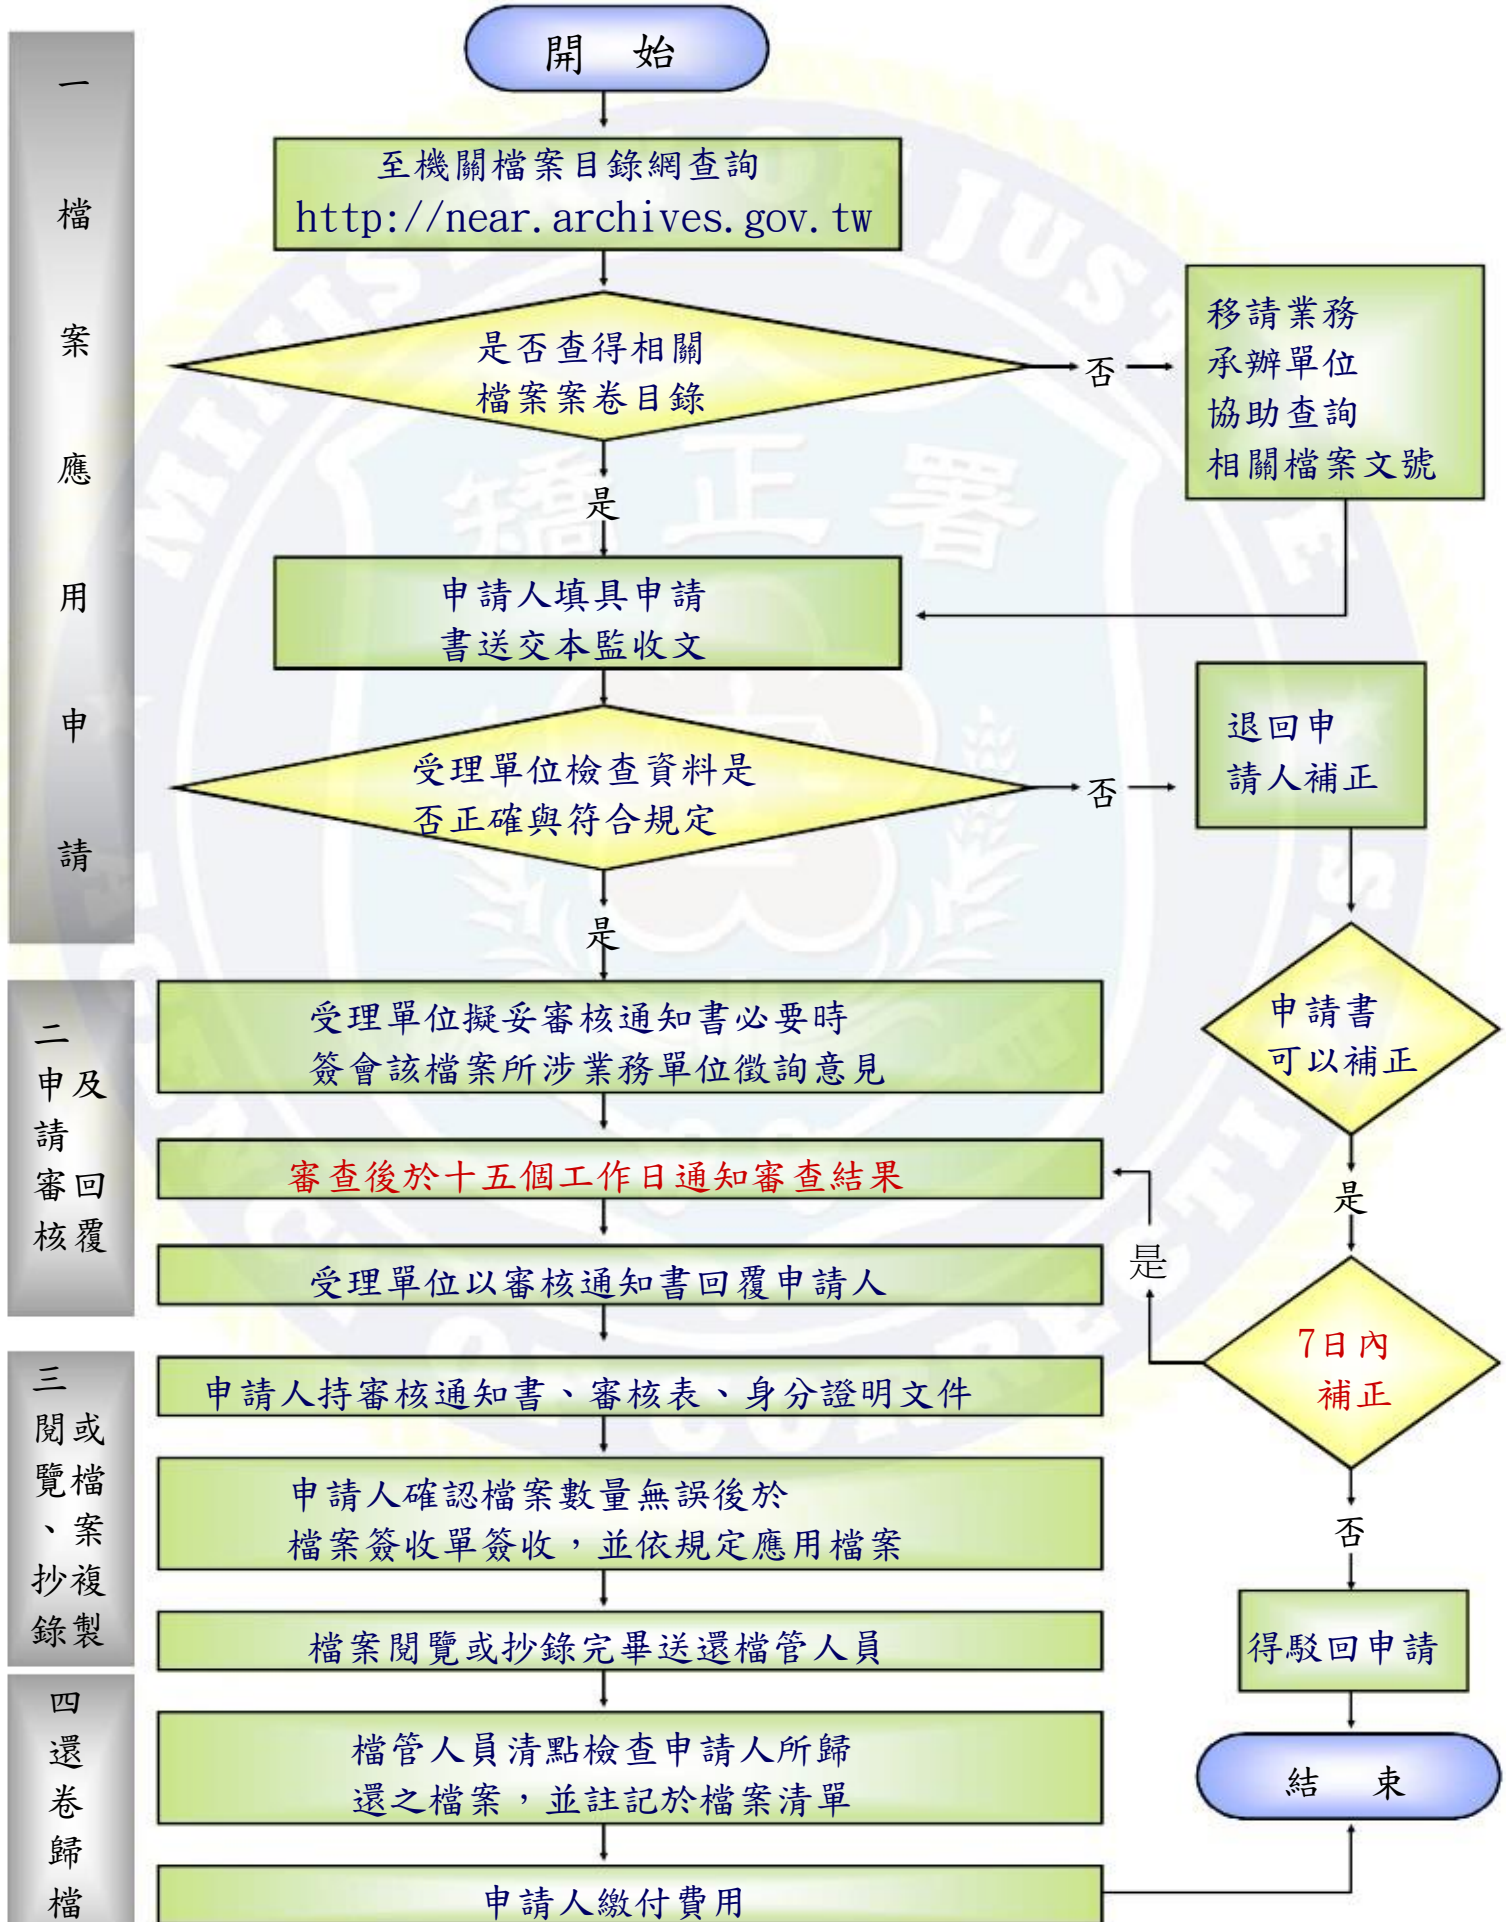 開 始
一
檔
案
應
用
申
請
至機關檔案目錄網查詢
http://near.archives.gov.tw
是否查得相關
檔案案卷目錄
否
移請業務
承辦單位
協助查詢
相關檔案文號
是
申請人填具申請
書送交本監收文
受理單位檢查資料是
否正確與符合規定
否
退回申
請人補正
是
申請書
可以補正
是
7日內
補正
是
否
得駁回申請
結 束
二
申及
請
審回
核覆
受理單位擬妥審核通知書必要時
簽會該檔案所涉業務單位徵詢意見
審查後於十五個工作日通知審查結果
受理單位以審核通知書回覆申請人
三
閱或
覽檔
、案
抄複
錄製
申請人持審核通知書、審核表、身分證明文件
申請人確認檔案數量無誤後於
檔案簽收單簽收，並依規定應用檔案
檔案閱覽或抄錄完畢送還檔管人員
四
還
卷
歸
檔
檔管人員清點檢查申請人所歸
還之檔案，並註記於檔案清單
申請人繳付費用
矯正署